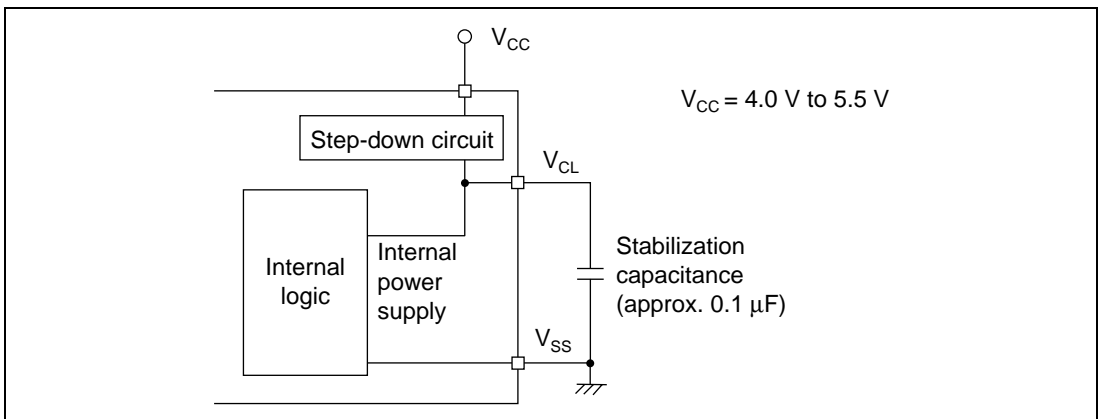 V_CC
V_CC = 4.0 V to 5.5 V
Step-down circuit
V_CL
Internal
logic
Internal
power
supply
Stabilization
capacitance
(approx. 0.1 μF)
V_SS